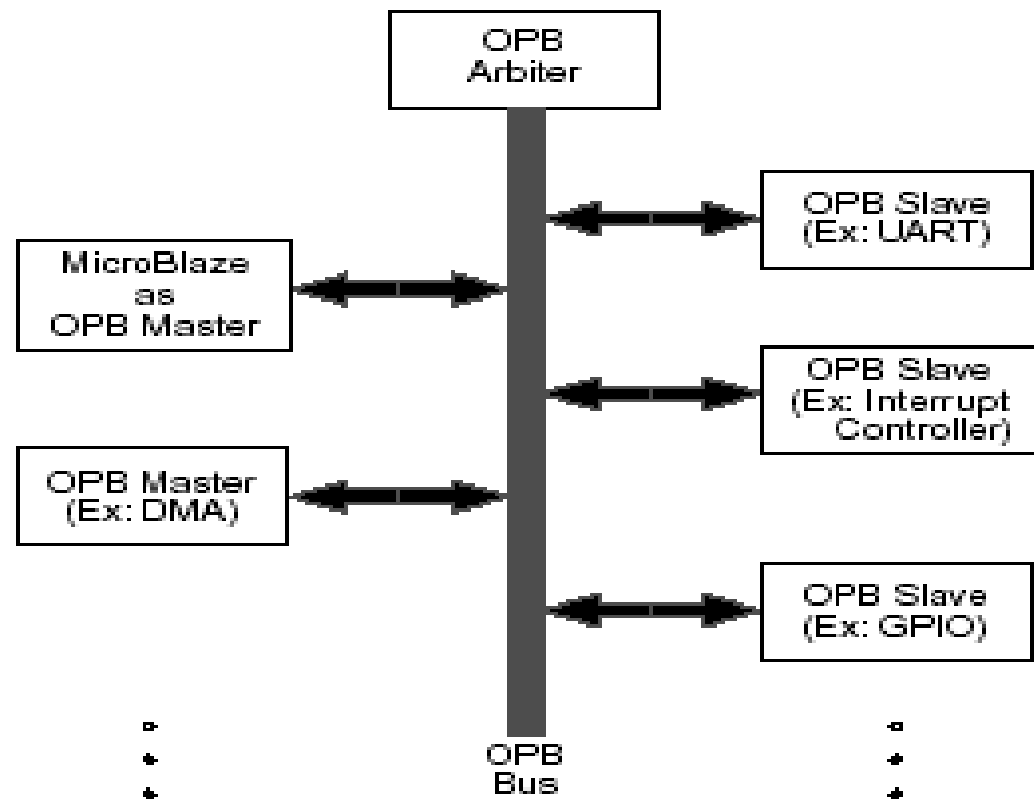 OPB
Arbiter
OPB Slave
(Ex: UART)
MicroBlaze
as
OPB Master
OPB Slave
(Ex: Interrupt
Controller)
OPB Master
(Ex: DMA)
OPB Slave
(Ex: GPIO)
OPB
Bus